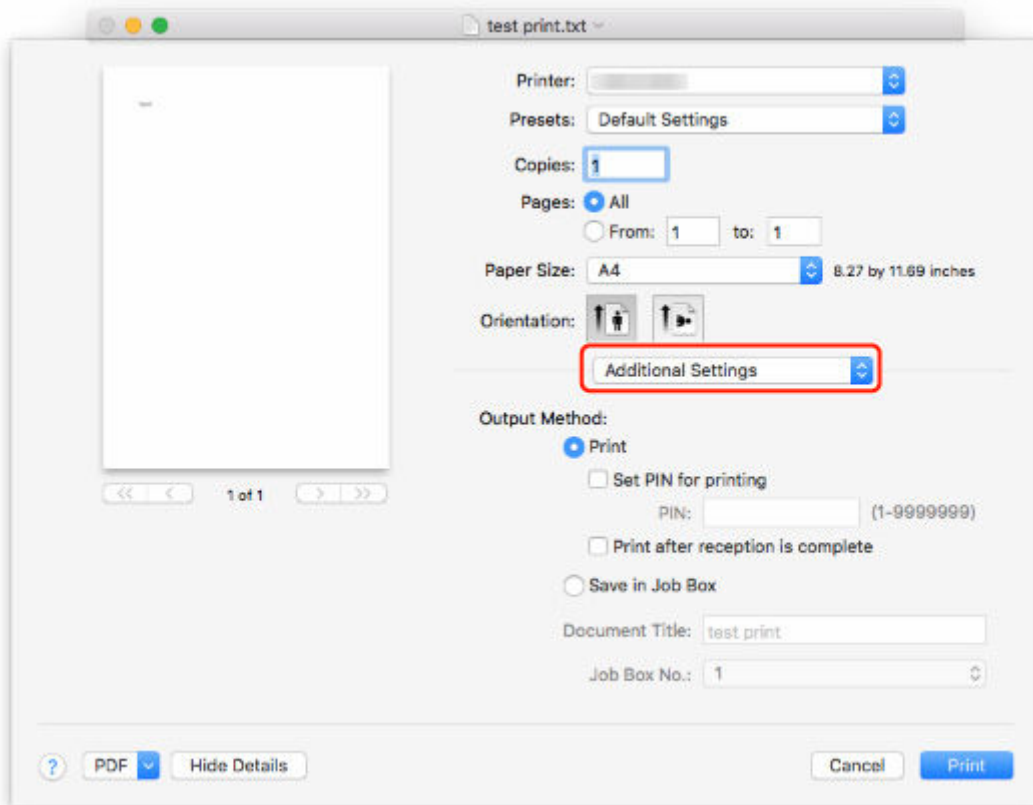 test print.txt
Printer:
Presets: Default Settings
Copies: 1
Pages: All
From: 1 to: 1
Paper Size: A4 8.27 by 11.69 inches
Orientation:
Additional Settings
Output Method:
Print
Set PIN for printing
PIN: (1-9999999)
Print after reception is complete
Save in Job Box
Document Title: test print
Job Box No.: 1
<< < 1 of 1 > >>
? PDF Hide Details Cancel Print